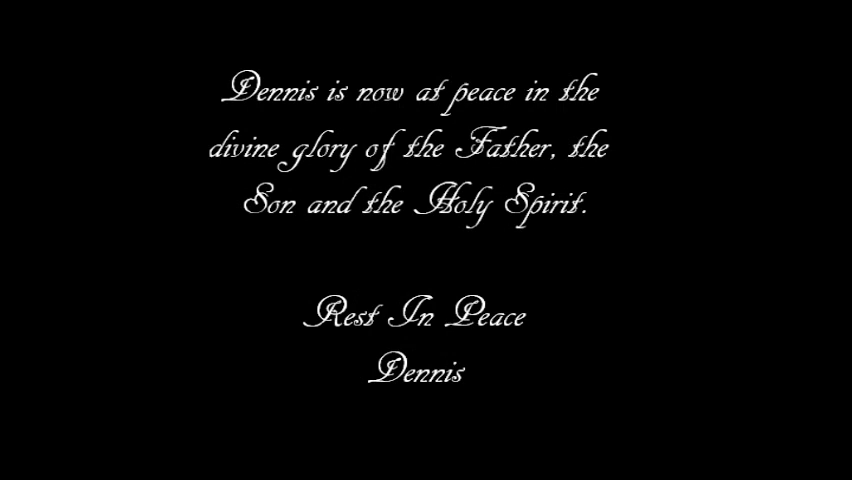 Dennis is now at peace in the
divine glory of the Father, the
Son and the Holy Spirit.
Rest In Peace
Dennis